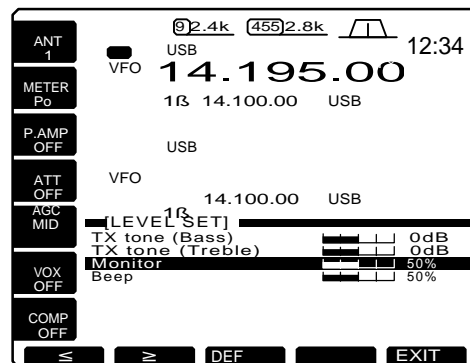 ANT
1
METER
Po
P.AMP
OFF
ATT
OFF
AGC
MID
VOX
OFF
COMP
OFF
9 2.4k 455 2.8k
12:34
USB
VFO
14.195.00
1ß 14.100.00 USB
USB
VFO
14.100.00 USB
1ß
[LEVEL SET]
TX tone (Bass) 0dB
TX tone (Treble) 0dB
Monitor 50%
Beep 50%
≤ ≥ DEF EXIT